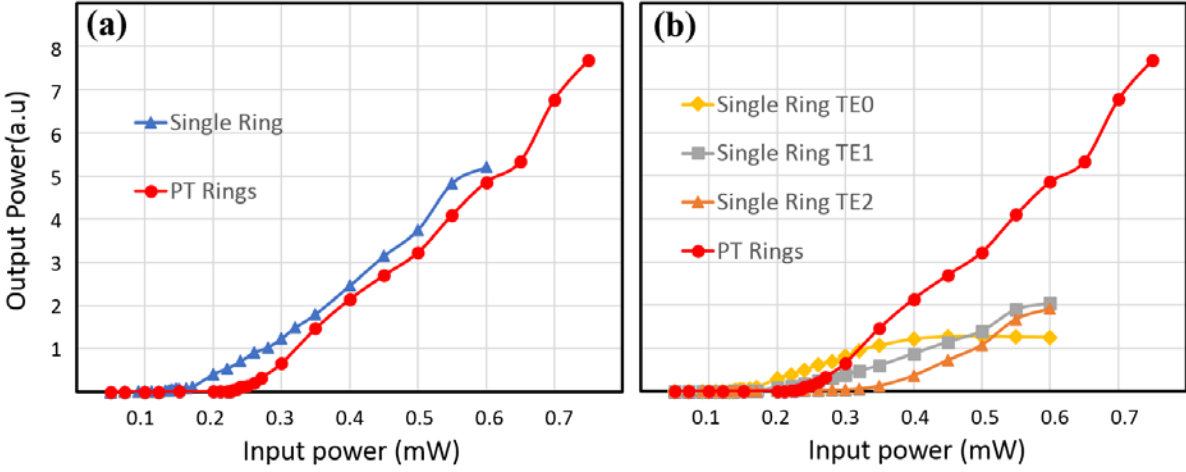 (a)
8
7
6
5
4
3
2
1
Output Power(a.u)
Single Ring
PT Rings
0.1 0.2 0.3 0.4 0.5 0.6 0.7
Input power (mW)
(b)
Single Ring TE0
Single Ring TE1
Single Ring TE2
PT Rings
0.1 0.2 0.3 0.4 0.5 0.6 0.7
Input power (mW)